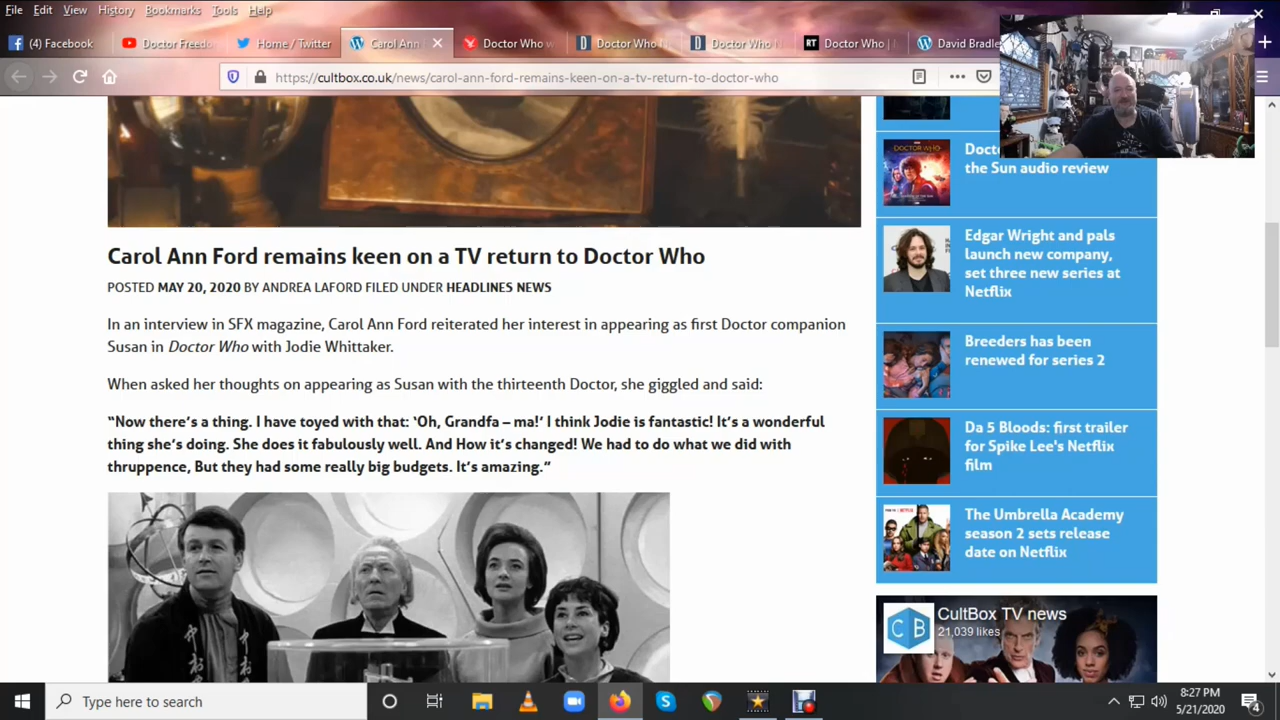 File Edit View History Bookmarks Tools Help
(4) Facebook
Doctor Freedo
Home / Twitter
Carol Ann
Doctor Who
Doctor Who
Doctor Who
Doctor Who
David Bradle
https://cultbox.co.uk/news/carol-ann-ford-remains-keen-on-a-tv-return-to-doctor-who
Carol Ann Ford remains keen on a TV return to Doctor Who
POSTED MAY 20, 2020 BY ANDREA LAFORD FILED UNDER HEADLINES NEWS
In an interview in SFX magazine, Carol Ann Ford reiterated her interest in appearing as first Doctor companion
Susan in Doctor Who with Jodie Whittaker.
When asked her thoughts on appearing as Susan with the thirteenth Doctor, she giggled and said:
“Now there’s a thing. I have toyed with that: ‘Oh, Grandfa – ma!’ I think Jodie is fantastic! It’s a wonderful
thing she’s doing. She does it fabulously well. And How it’s changed! We had to do what we did with
thruppence, But they had some really big budgets. It’s amazing.”
Docto
the Sun audio review
Edgar Wright and pals
launch new company,
set three new series at
Netflix
Breeders has been
renewed for series 2
Da 5 Bloods: first trailer
for Spike Lee's Netflix
film
The Umbrella Academy
season 2 sets release
date on Netflix
CB
CultBox TV news
21,039 likes
Type here to search
8:27 PM
5/21/2020
4